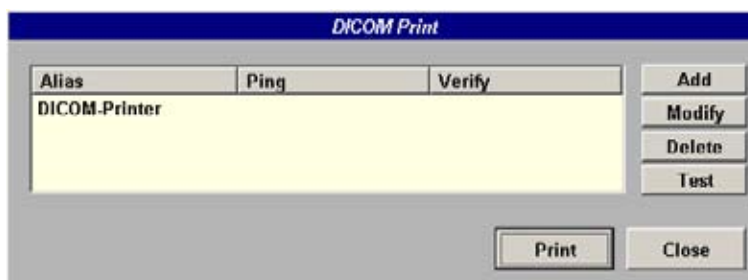 DICOM Print
Alias Ping Verify
DICOM-Printer
Add
Modify
Delete
Test
Print Close